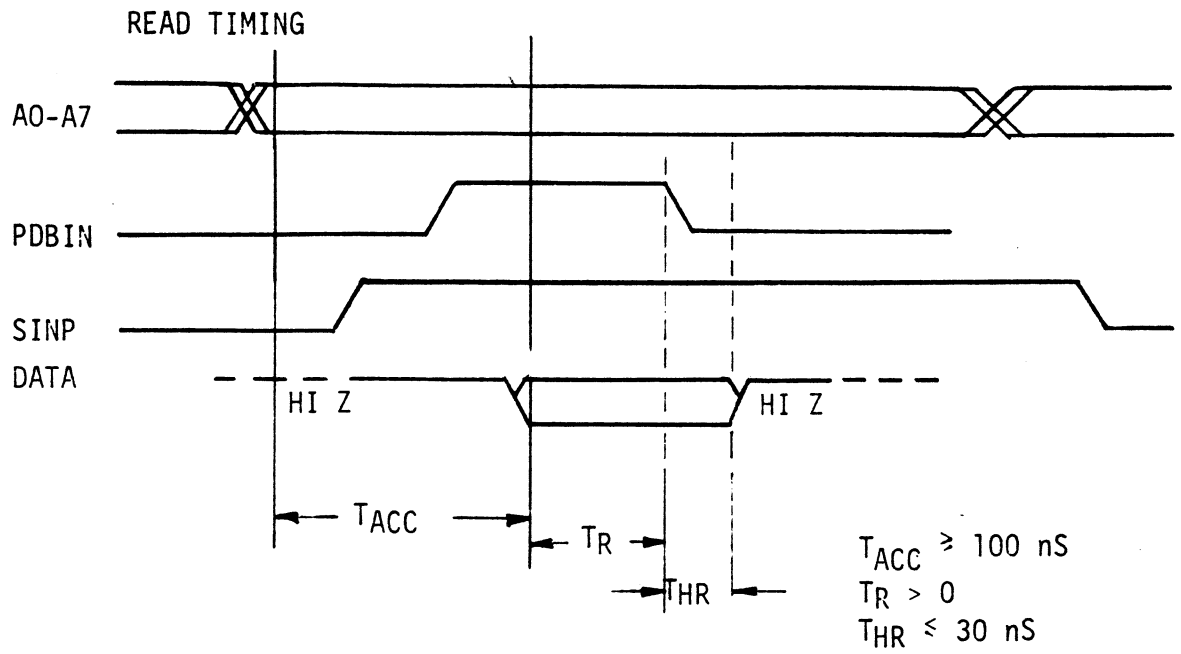 READ TIMING
A0-A7
PDBIN
SINP
DATA
HI Z
HI Z
TACC
TR
THR
TACC ≥ 100 nS
TR > 0
THR ≤ 30 nS